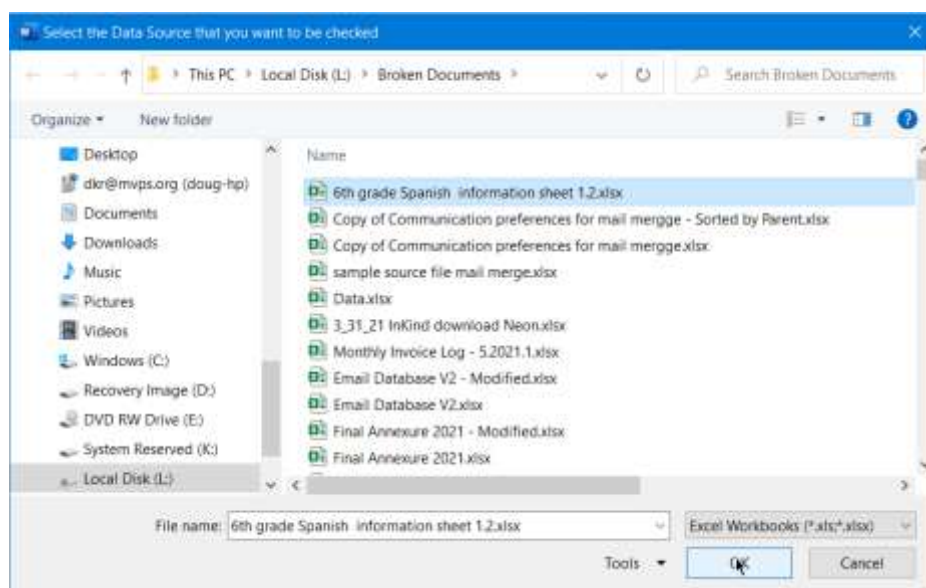 Select the Data Source that you want to be checked
This PC > Local Disk (L:) > Broken Documents >
Search Broken Documents
Organize
New folder
Desktop
dkr@mvps.org (doug-hp)
Documents
Downloads
Music
Pictures
Videos
Windows (C:)
Recovery Image (D:)
DVD RW Drive (E:)
System Reserved (K:)
Local Disk (L:)
Name
6th grade Spanish  information sheet 1.2.xlsx
Copy of Communication preferences for mail mergge - Sorted by Parent.xlsx
Copy of Communication preferences for mail mergge.xlsx
sample source file mail merge.xlsx
Data.xlsx
3_31_21 InKind download Neon.xlsx
Monthly Invoice Log - 5.2021.1.xlsx
Email Database V2 - Modified.xlsx
Email Database V2.xlsx
Final Annexure 2021 - Modified.xlsx
Final Annexure 2021.xlsx
File name: 6th grade Spanish  information sheet 1.2.xlsx
Excel Workbooks (*.xls;*.xlsx)
Tools
OK
Cancel